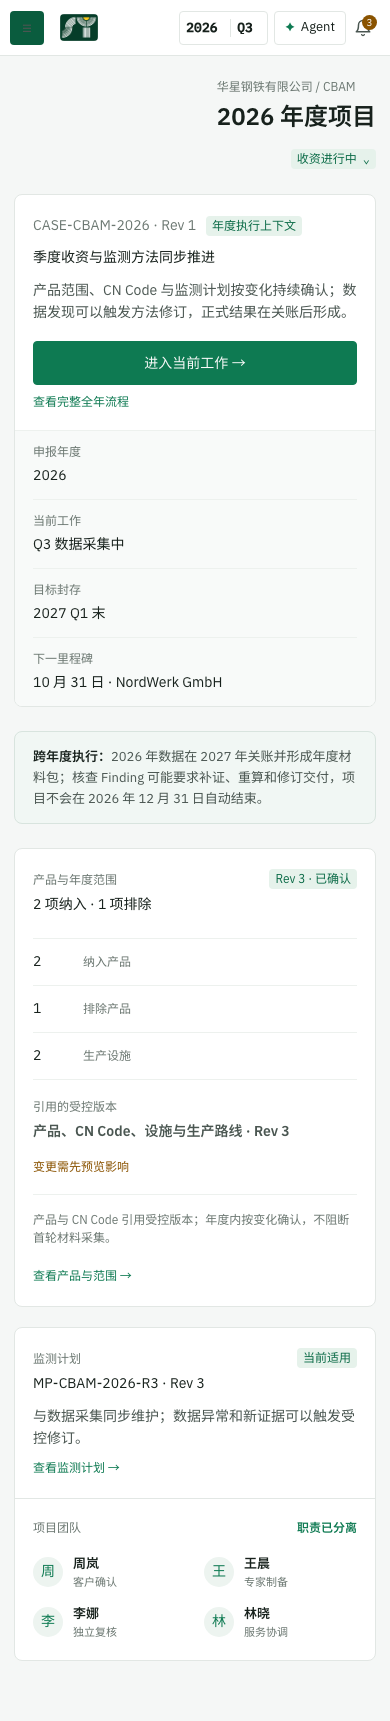 2026 Q3 Agent 3
华星钢铁有限公司 / CBAM
2026 年度项目
收资进行中
CASE-CBAM-2026 · Rev 1 年度执行上下文
季度收资与监测方法同步推进
产品范围、CN Code 与监测计划按变化持续确认；数
据发现可以触发方法修订，正式结果在关账后形成。
进入当前工作 →
查看完整全年流程
申报年度
2026
当前工作
Q3 数据采集中
目标封存
2027 Q1 末
下一里程碑
10 月 31 日 · NordWerk GmbH
跨年度执行：2026 年数据在 2027 年关账并形成年度材
料包；核查 Finding 可能要求补证、重算和修订交付，项
目不会在 2026 年 12 月 31 日自动结束。
产品与年度范围 Rev 3 · 已确认
2 项纳入 · 1 项排除
2 纳入产品
1 排除产品
2 生产设施
引用的受控版本
产品、CN Code、设施与生产路线 · Rev 3
变更需先预览影响
产品与 CN Code 引用受控版本；年度内按变化确认，不阻断
首轮材料采集。
查看产品与范围 →
监测计划 当前适用
MP-CBAM-2026-R3 · Rev 3
与数据采集同步维护；数据异常和新证据可以触发受
控修订。
查看监测计划 →
项目团队 职责已分离
周 周岚 王 王晨
客户确认 专家制备
李 李娜 林 林晓
独立复核 服务协调